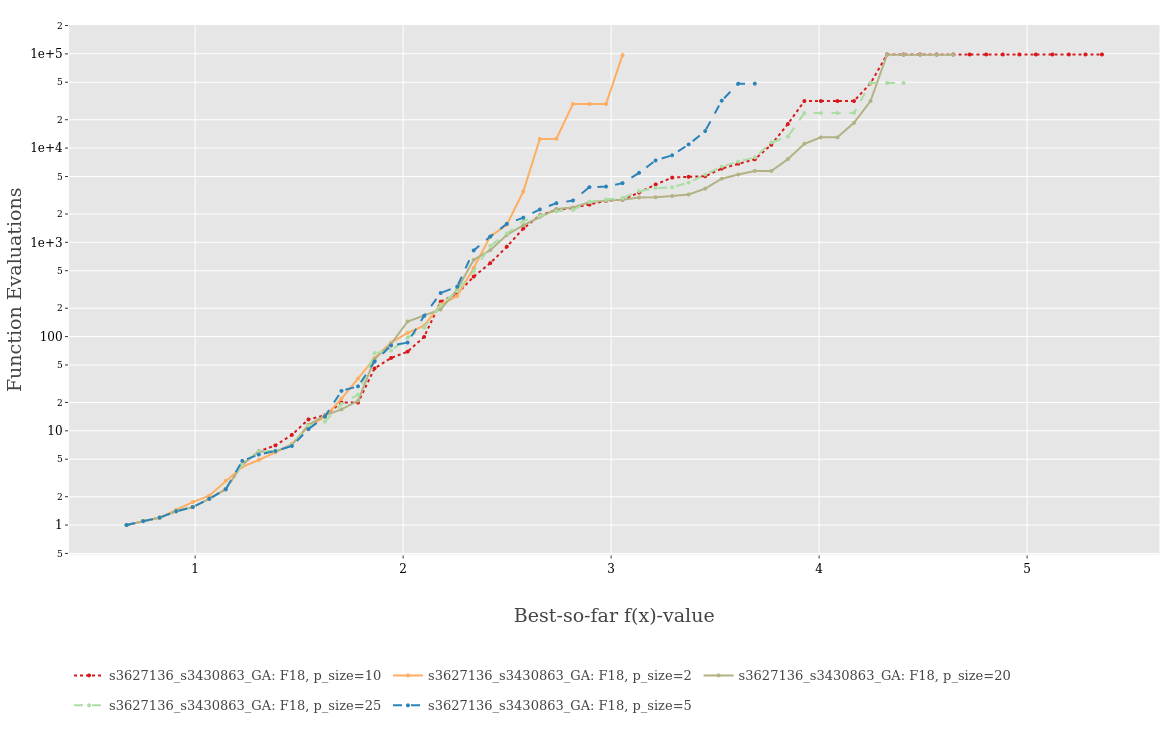 2
1e+5
5
2
1e+4
5
2
1e+3
5
2
100
5
2
10
5
2
1
5
Function Evaluations
1 2 3 4 5
Best-so-far f(x)-value
s3627136_s3430863_GA: F18, p_size=10 s3627136_s3430863_GA: F18, p_size=2 s3627136_s3430863_GA: F18, p_size=20
s3627136_s3430863_GA: F18, p_size=25 s3627136_s3430863_GA: F18, p_size=5